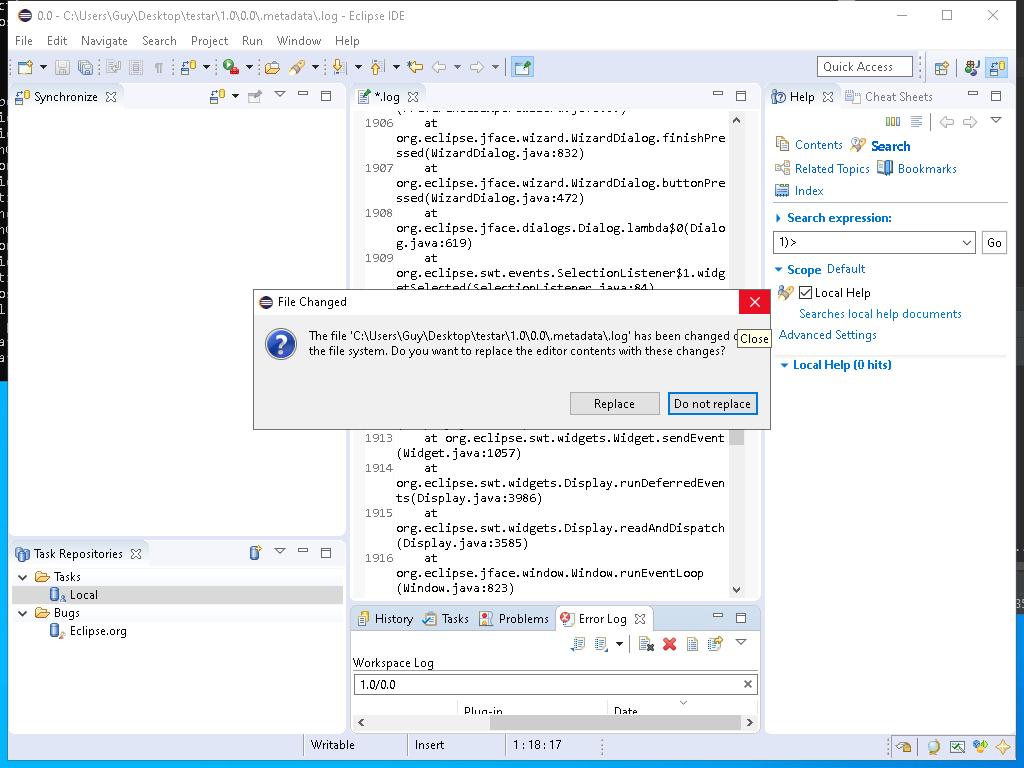 0.0 - C:\Users\Guy\Desktop\testar\1.0\0.0\.metadata\.log - Eclipse IDE
File Edit Navigate Search Project Run Window Help
Quick Access
Synchronize
*.log
1906 at
org.eclipse.jface.wizard.WizardDialog.finishPre
ssed(WizardDialog.java:832)
1907 at
org.eclipse.jface.wizard.WizardDialog.buttonPre
ssed(WizardDialog.java:472)
1908 at
org.eclipse.jface.dialogs.Dialog.lambda$0(Dialo
g.java:619)
1909 at
org.eclipse.swt.events.SelectionListener$1.widg
etSelected(SelectionListener.java:84)
File Changed
The file 'C:\Users\Guy\Desktop\testar\1.0\0.0\.metadata\.log' has been changed
the file system. Do you want to replace the editor contents with these changes?
Close
Replace
Do not replace
1913 at org.eclipse.swt.widgets.Widget.sendEvent
(Widget.java:1057)
1914 at
org.eclipse.swt.widgets.Display.runDeferredEven
ts(Display.java:3986)
1915 at
org.eclipse.swt.widgets.Display.readAndDispatch
(Display.java:3585)
1916 at
org.eclipse.jface.window.Window.runEventLoop
(Window.java:823)
Help
Cheat Sheets
Contents
Search
Related Topics
Bookmarks
Index
Search expression:
1)>
Go
Scope Default
Local Help
Searches local help documents
Advanced Settings
Local Help (0 hits)
Task Repositories
Tasks
Local
Bugs
Eclipse.org
History
Tasks
Problems
Error Log
Workspace Log
1.0/0.0
Plug-in
Date
Writable
Insert
1 : 18 : 17